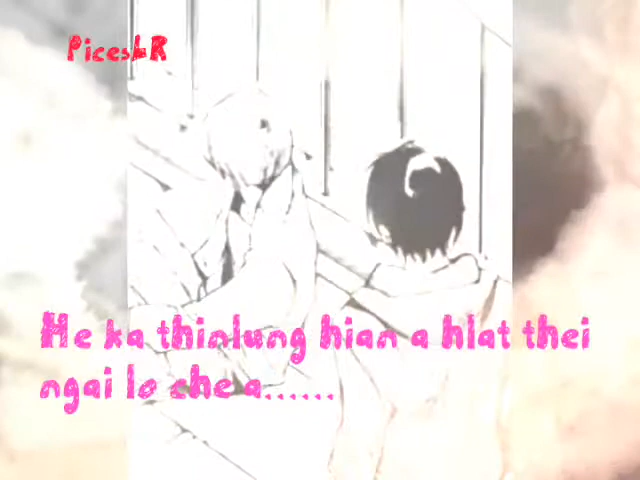 PicesLR
He ka thinlung hian a hlat thei
ngai lo che a......